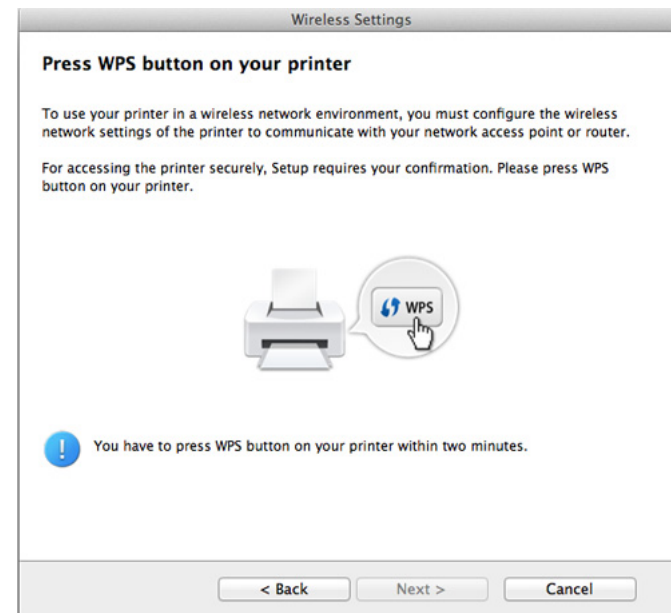 Wireless Settings
Press WPS button on your printer
To use your printer in a wireless network environment, you must configure the wireless
network settings of the printer to communicate with your network access point or router.
For accessing the printer securely, Setup requires your confirmation. Please press WPS
button on your printer.
WPS
! You have to press WPS button on your printer within two minutes.
< Back Next > Cancel